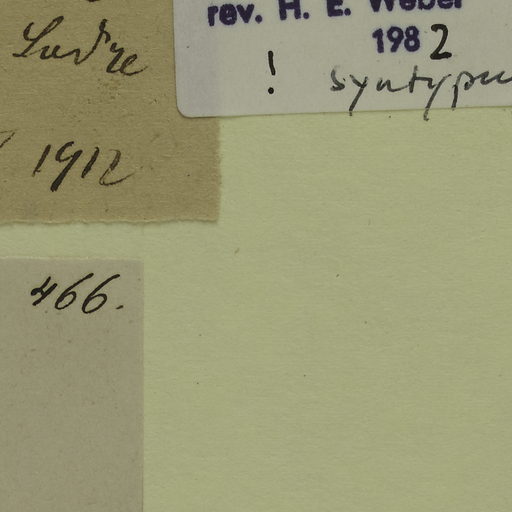 rev. H. E. Weber
1982
! syntypus
1912
466.